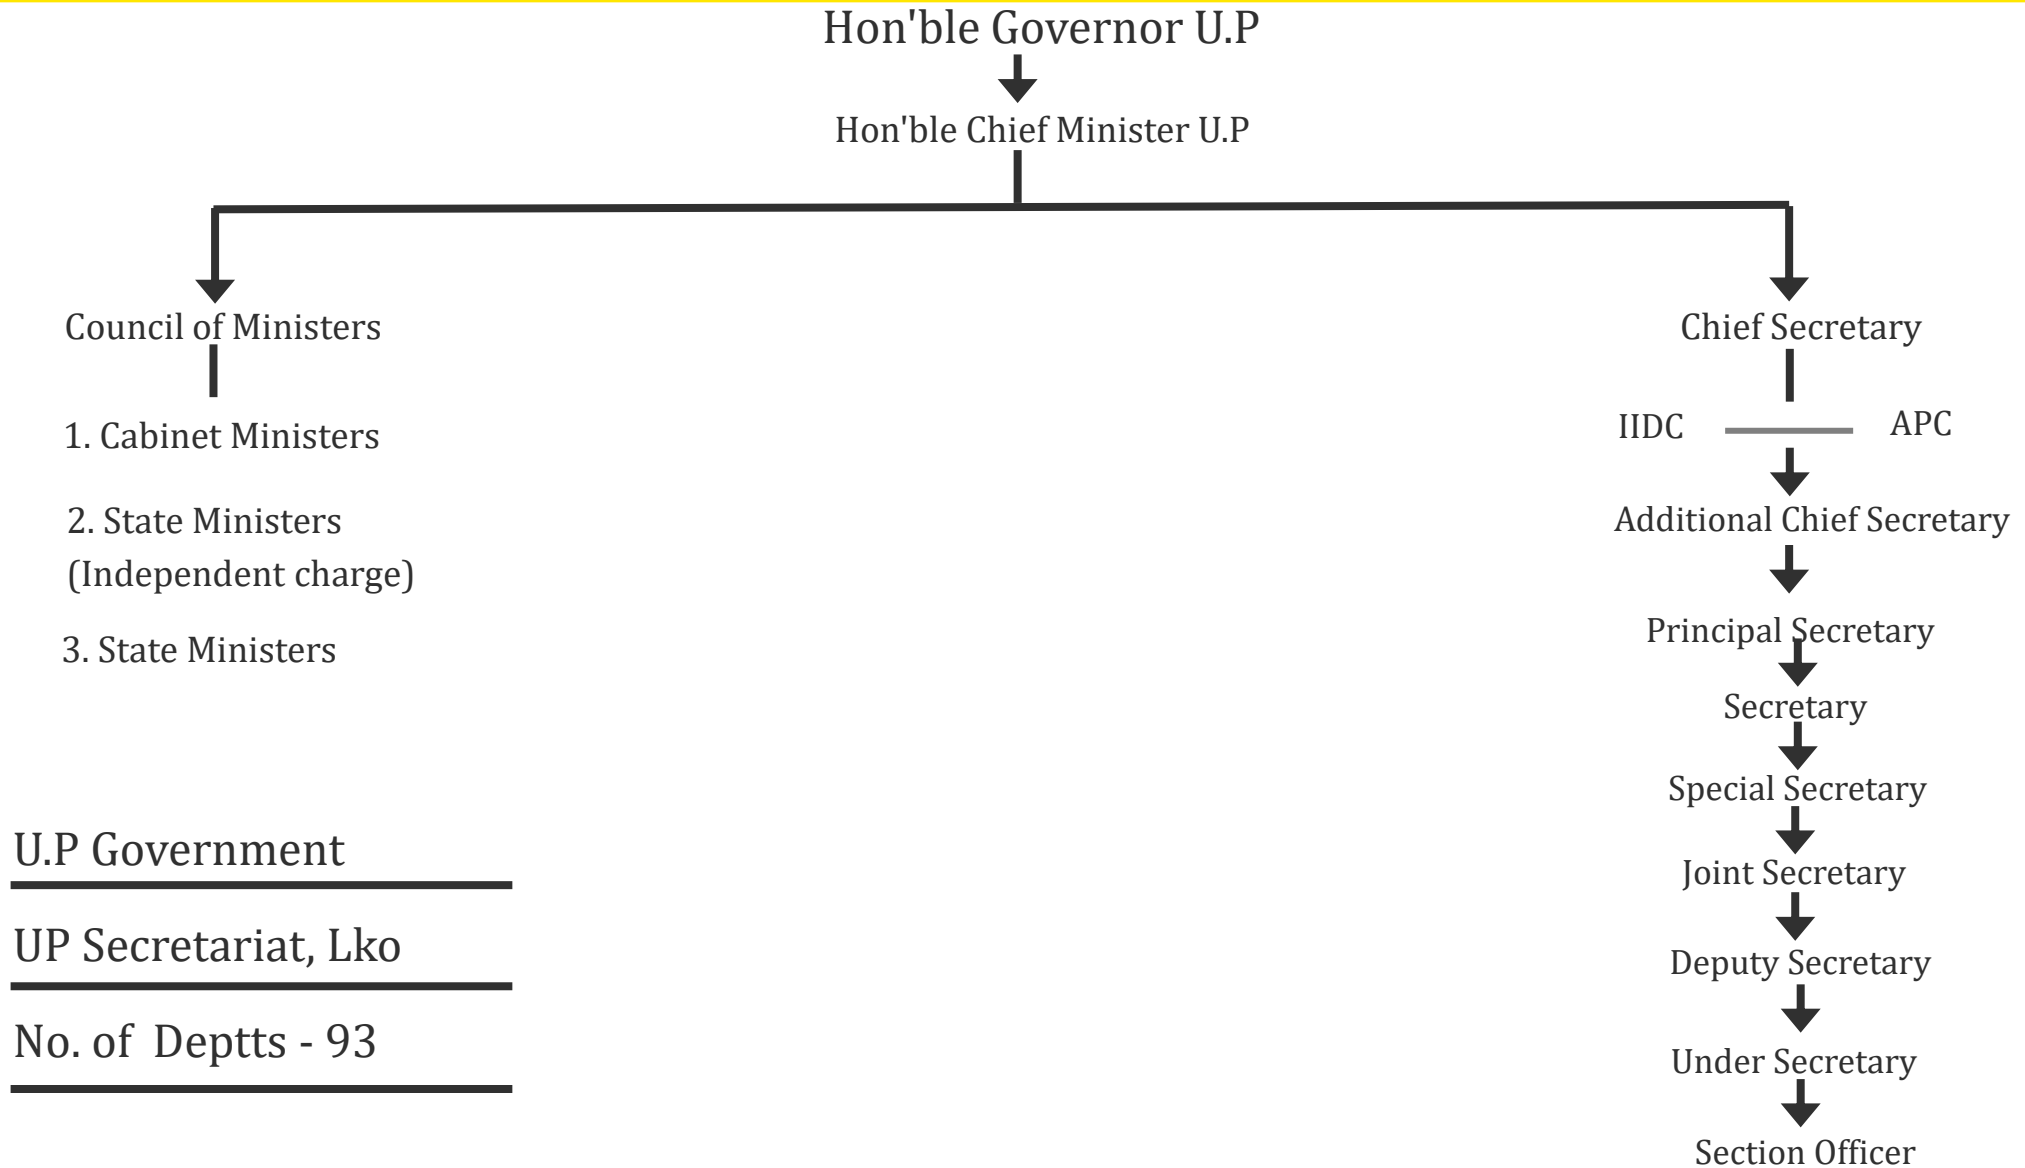 Hon'ble Governor U.P
Hon'ble Chief Minister U.P
Council of Ministers
1. Cabinet Ministers
2. State Ministers
(Independent charge)
3. State Ministers
Chief Secretary
IIDC
APC
Additional Chief Secretary
Principal Secretary
Secretary
Special Secretary
Joint Secretary
Deputy Secretary
Under Secretary
Section Officer
U.P Government
UP Secretariat, Lko
No. of Deptts - 93